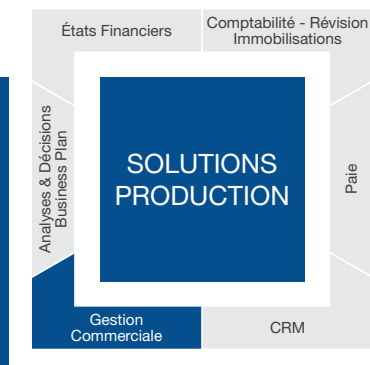 États Financiers
Comptabilité - Révision
Immobilisations
Analyses & Décisions
Business Plan
SOLUTIONS
PRODUCTION
Paie
Gestion
Commerciale
CRM